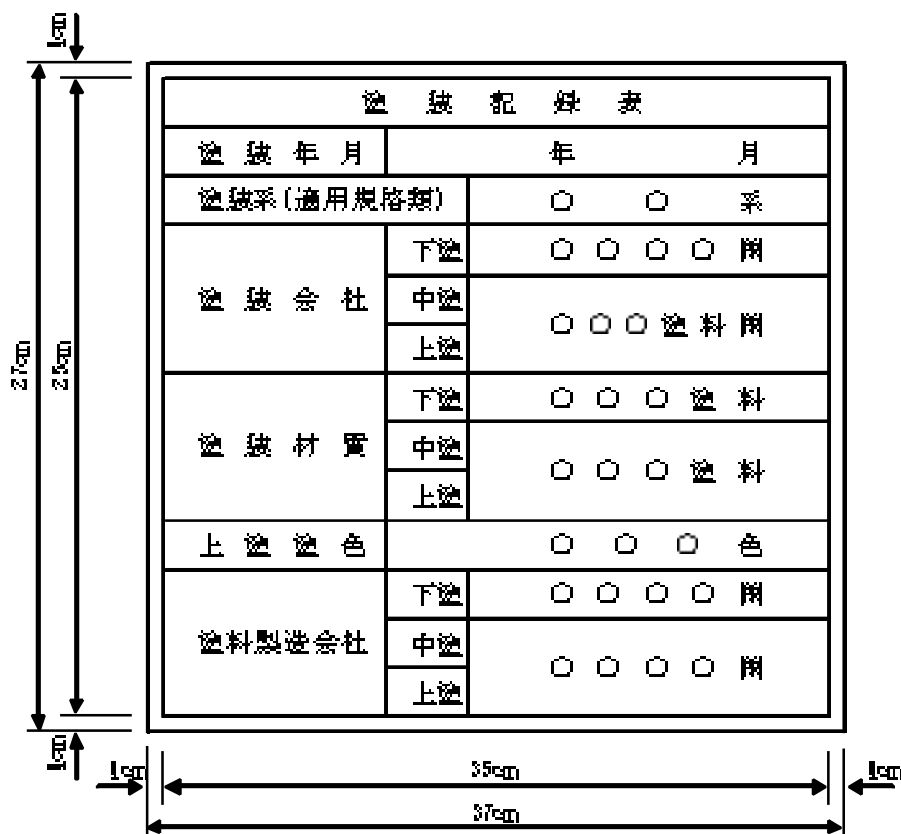 1cm
塗装記録表
塗装年月 年 月
塗装系(適用規格類) ○ ○ 系
塗装会社 下塗 ○○○○㈱
中塗 ○○○塗料㈱
上塗
塗装材質 下塗 ○○○塗料
中塗 ○○○塗料
上塗
上塗塗色 ○ ○ ○ 色
塗料製造会社 下塗 ○○○○㈱
中塗 ○○○○㈱
上塗
27cm
25cm
1cm
1cm
35cm
1cm
37cm